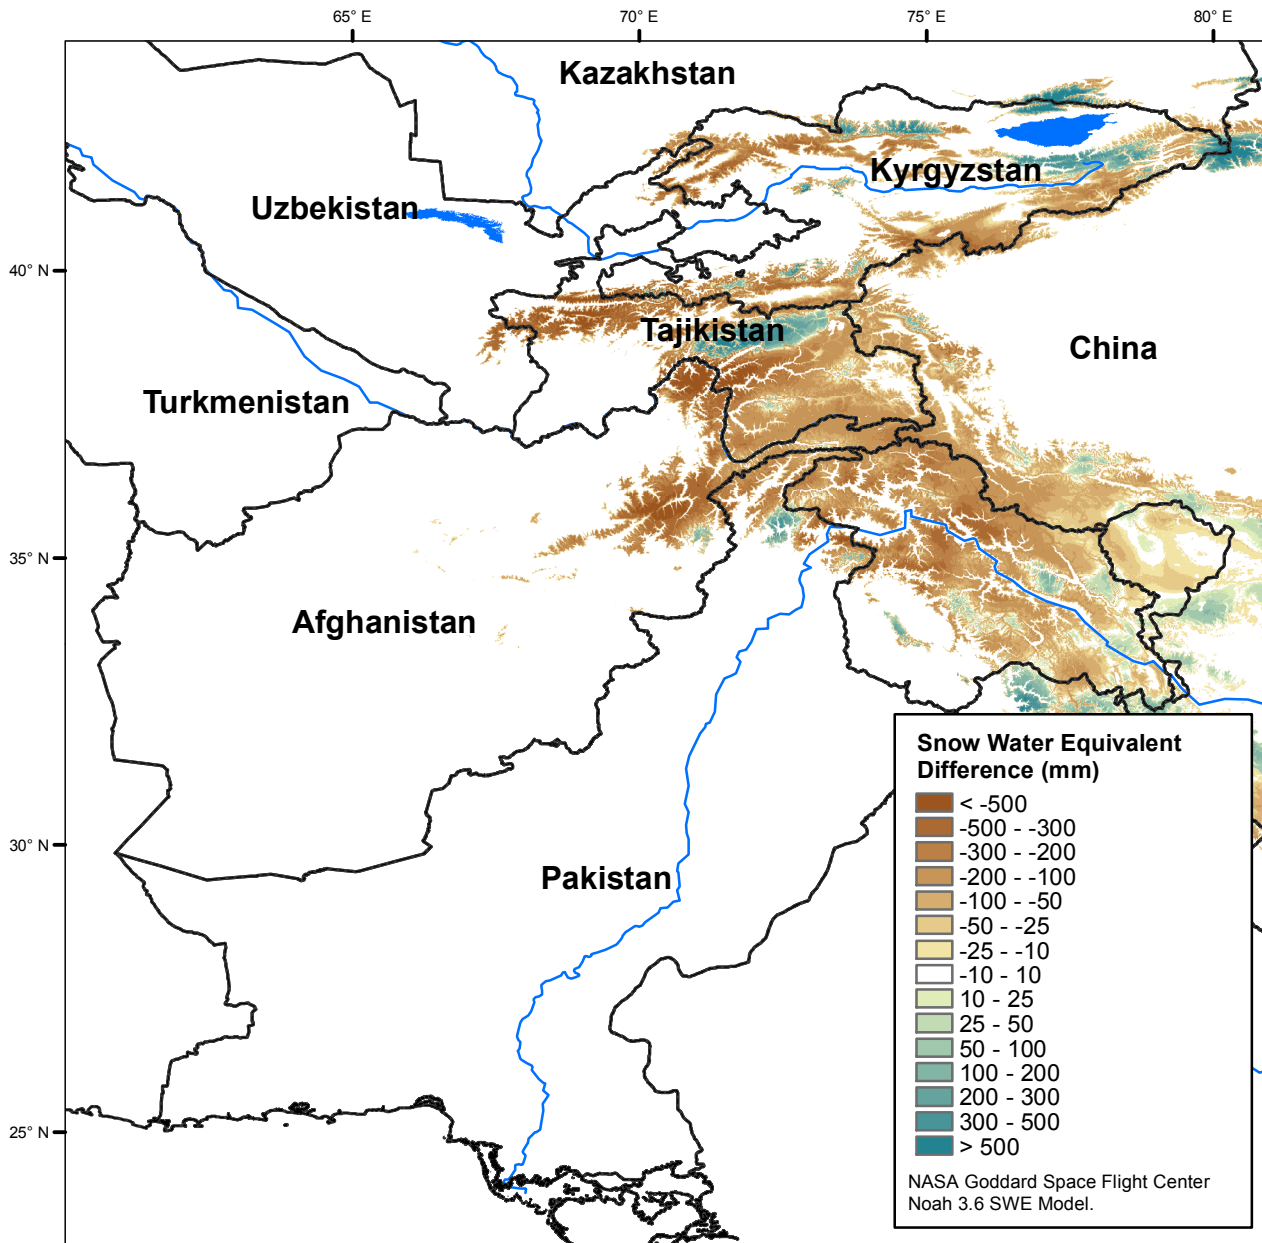 65° E
70° E
75° E
80° E
Kazakhstan
Kyrgyzstan
Uzbekistan
40° N
Tajikistan
China
Turkmenistan
35° N
Afghanistan
30° N
Pakistan
25° N
Snow Water Equivalent
Difference (mm)
< -500
-500 - -300
-300 - -200
-200 - -100
-100 - -50
-50 - -25
-25 - -10
-10 - 10
10 - 25
25 - 50
50 - 100
100 - 200
200 - 300
300 - 500
> 500
NASA Goddard Space Flight Center
Noah 3.6 SWE Model.